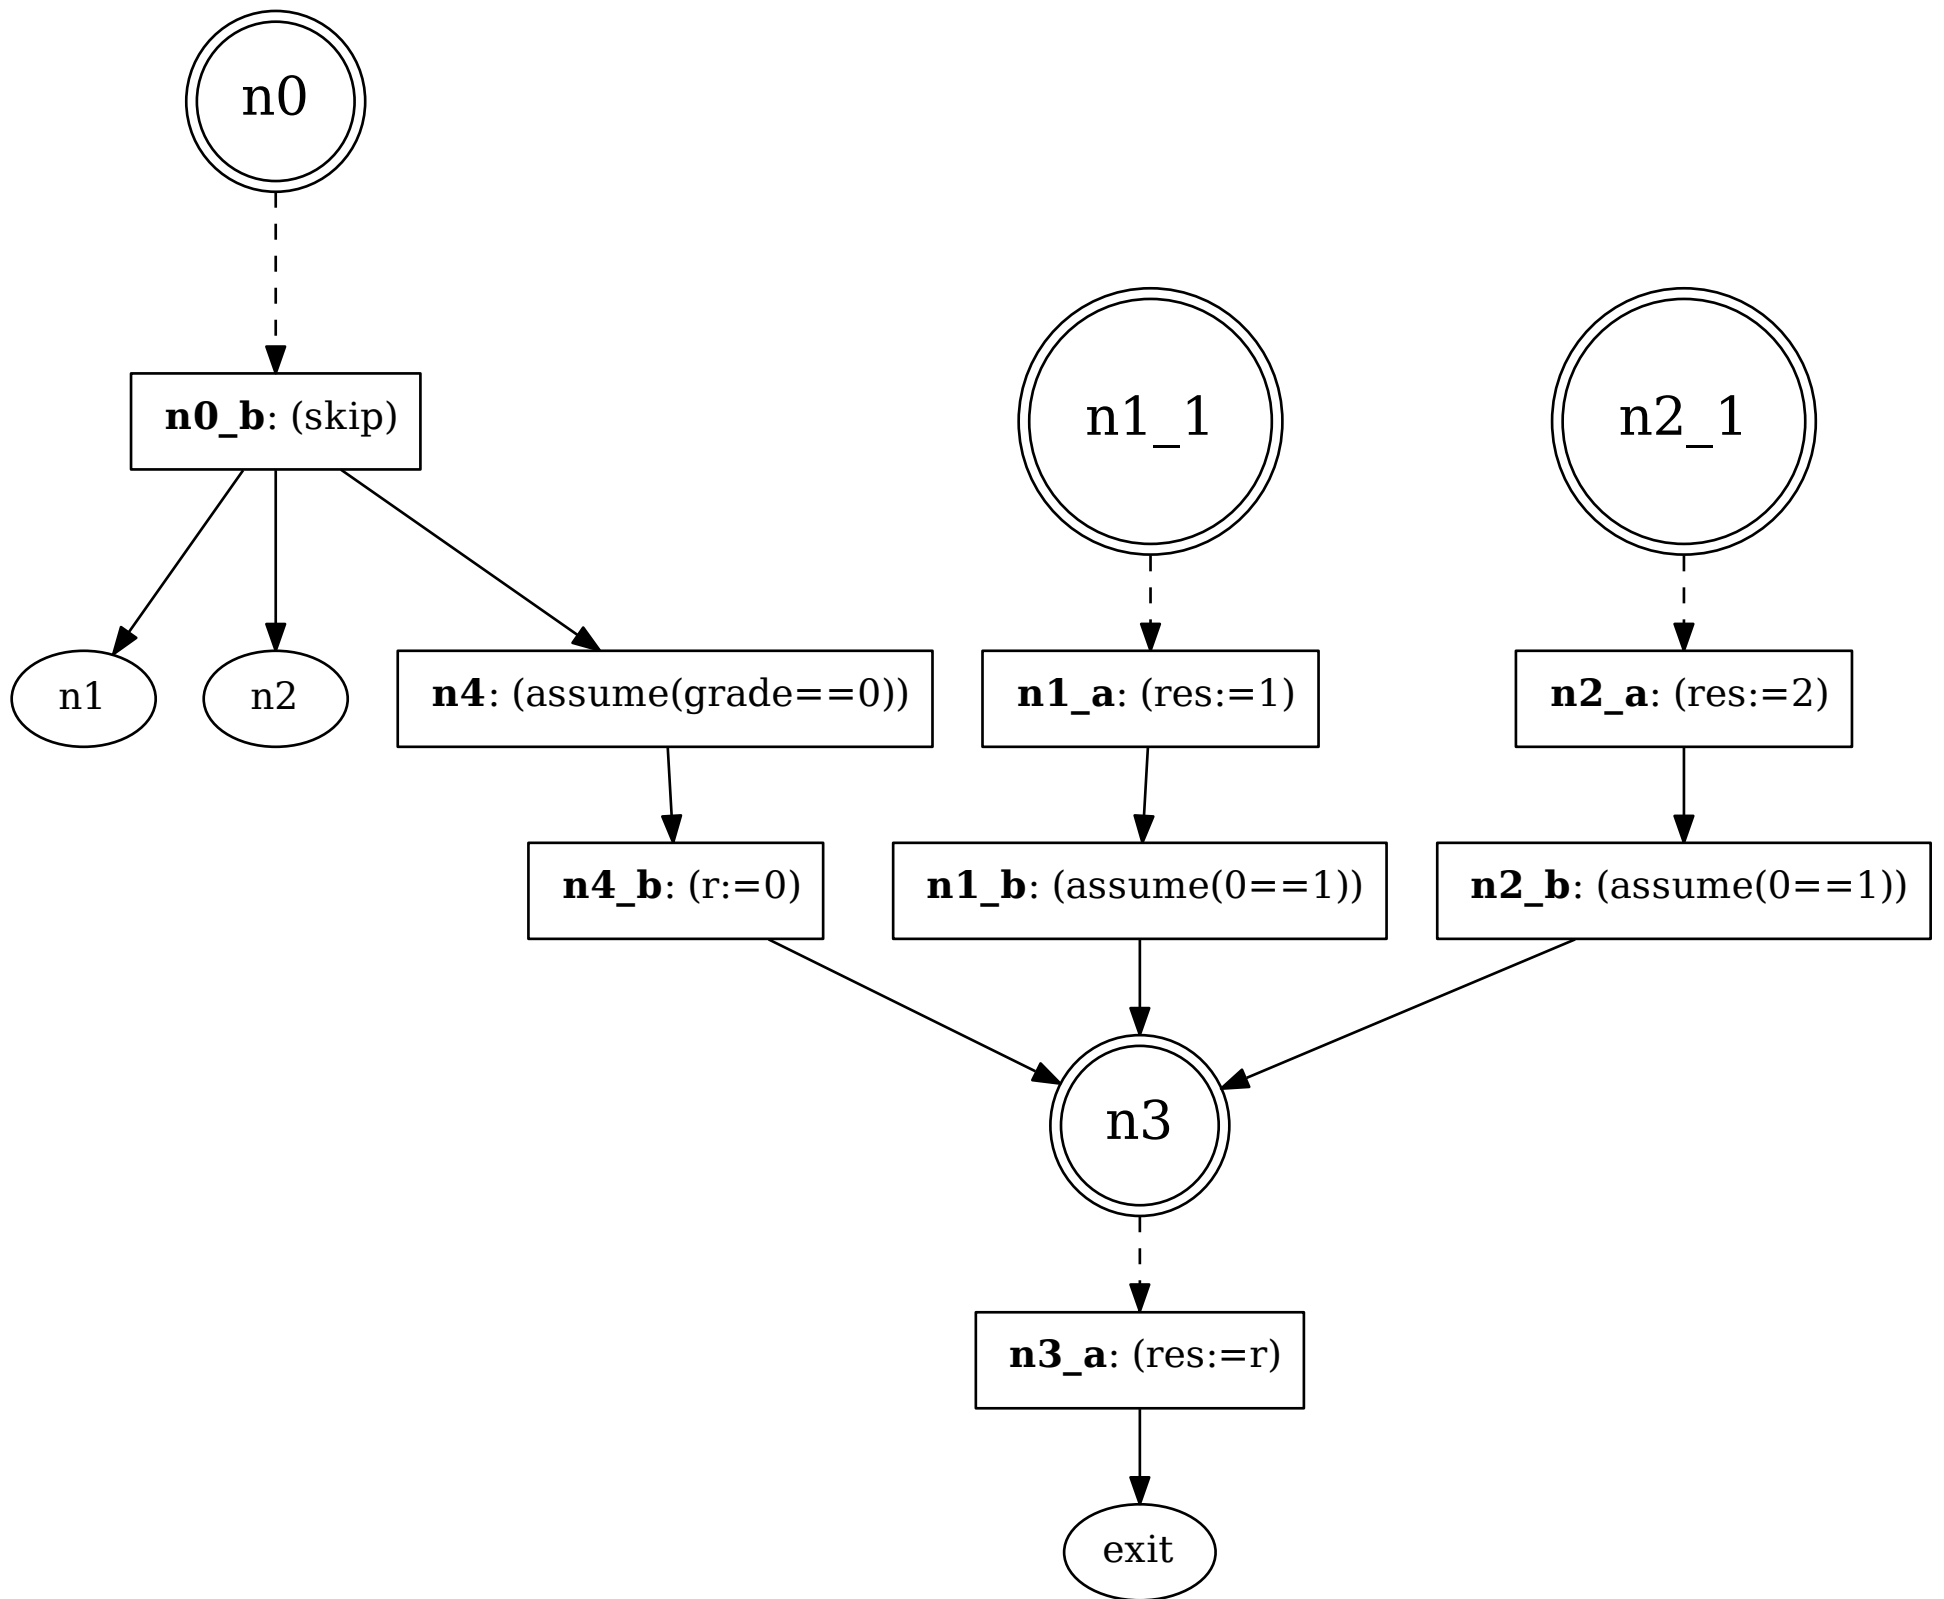 n0
n0_b: (skip)
n1_1
n2_1
n1
n2
n4: (assume(grade==0))
n1_a: (res:=1)
n2_a: (res:=2)
n4_b: (r:=0)
n1_b: (assume(0==1))
n2_b: (assume(0==1))
n3
n3_a: (res:=r)
exit